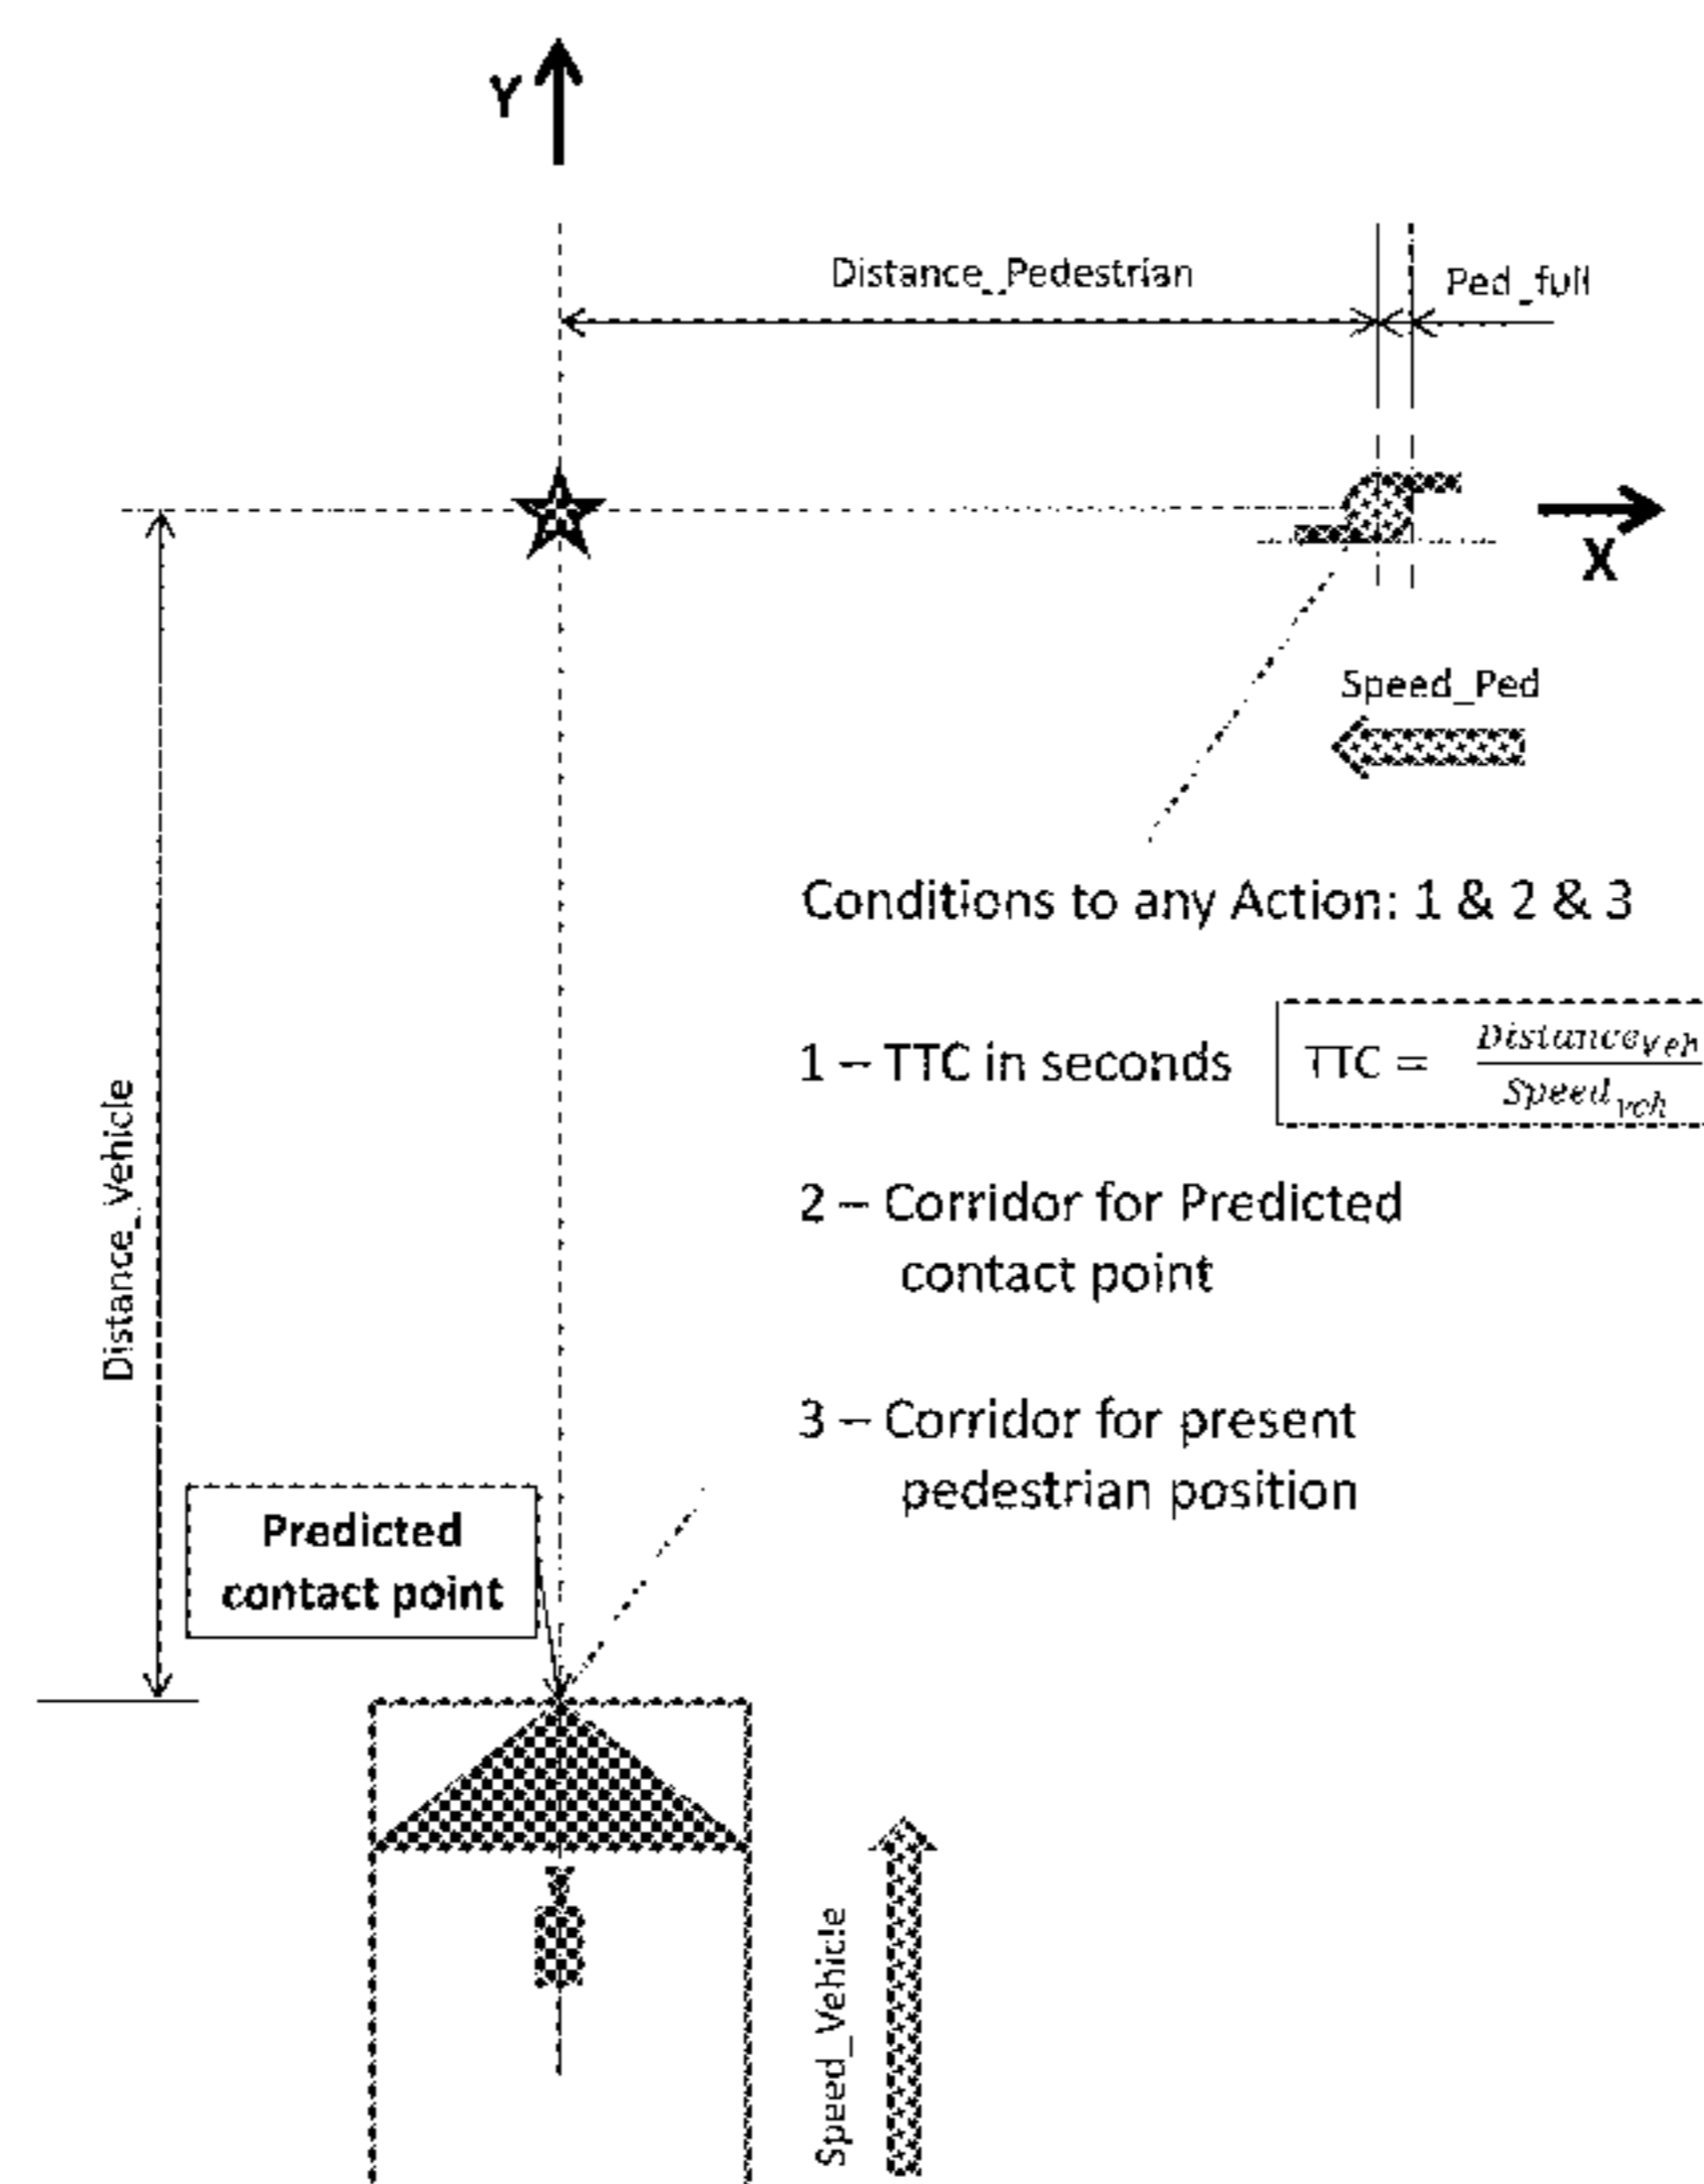 Y
Distance_Pedestrian
Ped_full
X
Speed_Ped
Conditions to any Action: 1 & 2 & 3
1 – TTC in seconds
TTC = Distance_veh / Speed_veh
2 – Corridor for Predicted
contact point
3 – Corridor for present
pedestrian position
Distance_Vehicle
Predicted
contact point
Speed_Vehicle